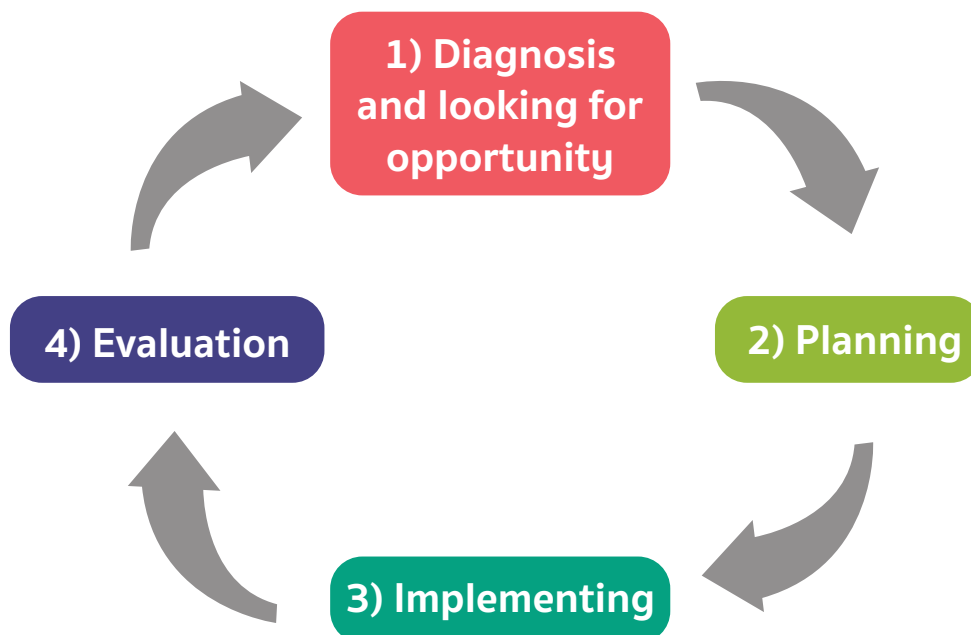 1) Diagnosis
and looking for
opportunity
2) Planning
3) Implementing
4) Evaluation